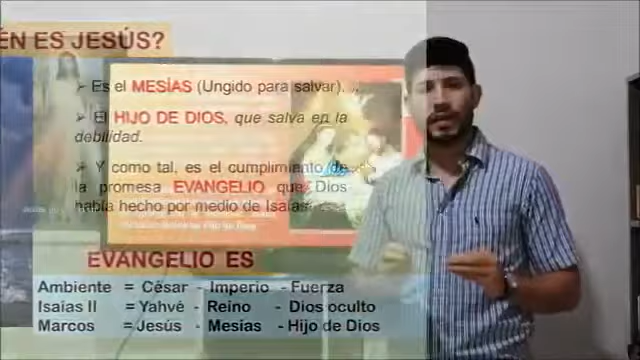 ÉN ES JESÚS?
➢ Es el MESÍAS (Ungido para salvar).
➢ El HIJO DE DIOS, que salva en la
debilidad.
➢ Y como tal, es el cumplimiento de
la promesa EVANGELIO que Dios
había hecho por medio de Isaías
EVANGELIO ES
Ambiente = César - Imperio - Fuerza
Isaías II = Yahvé - Reino - Dios oculto
Marcos = Jesús - Mesías - Hijo de Dios